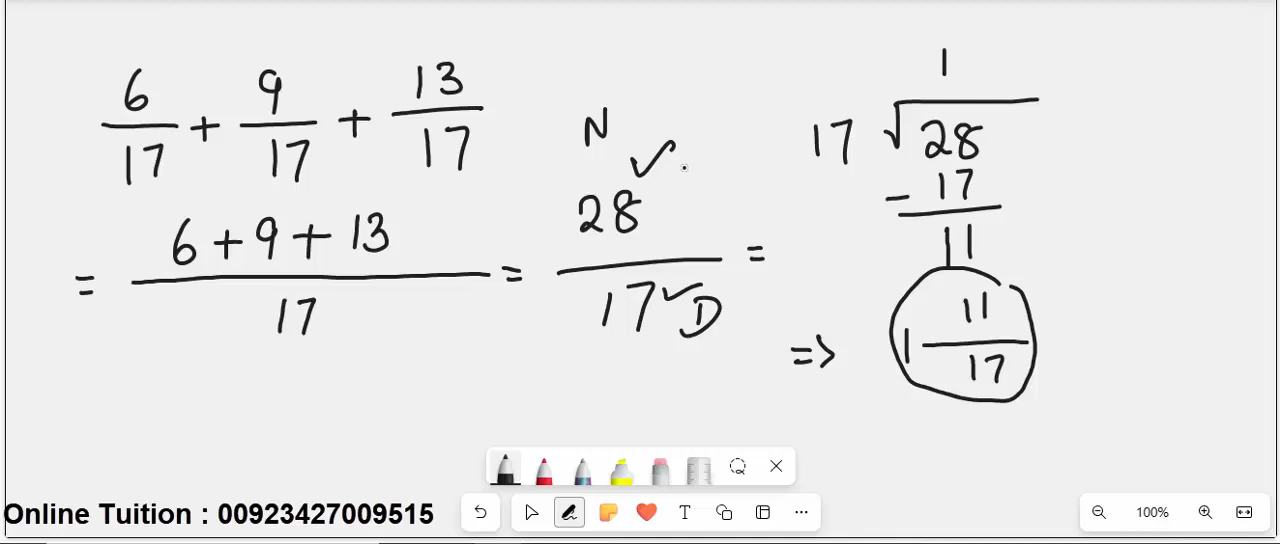 6/17 + 9/17 + 13/17
= (6 + 9 + 13)/17 = 28/17 =
N
D
1
17 √28
- 17
11
=> 1 11/17
Online Tuition : 00923427009515
T
...
100%